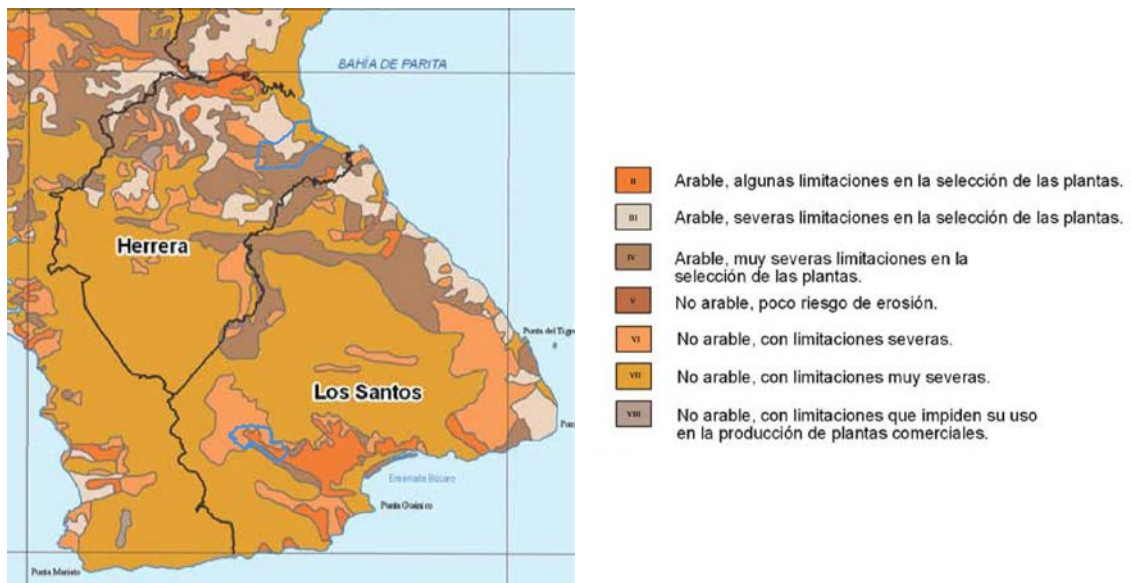 BAHÍA DE PARITA
Herrera
Punta del Tigre
Los Santos
Ensenada Búcaro
Punta Guánico
Punta Mariato
II Arable, algunas limitaciones en la selección de las plantas.
III Arable, severas limitaciones en la selección de las plantas.
IV Arable, muy severas limitaciones en la
selección de las plantas.
V No arable, poco riesgo de erosión.
VI No arable, con limitaciones severas.
VII No arable, con limitaciones muy severas.
VIII No arable, con limitaciones que impiden su uso
en la producción de plantas comerciales.